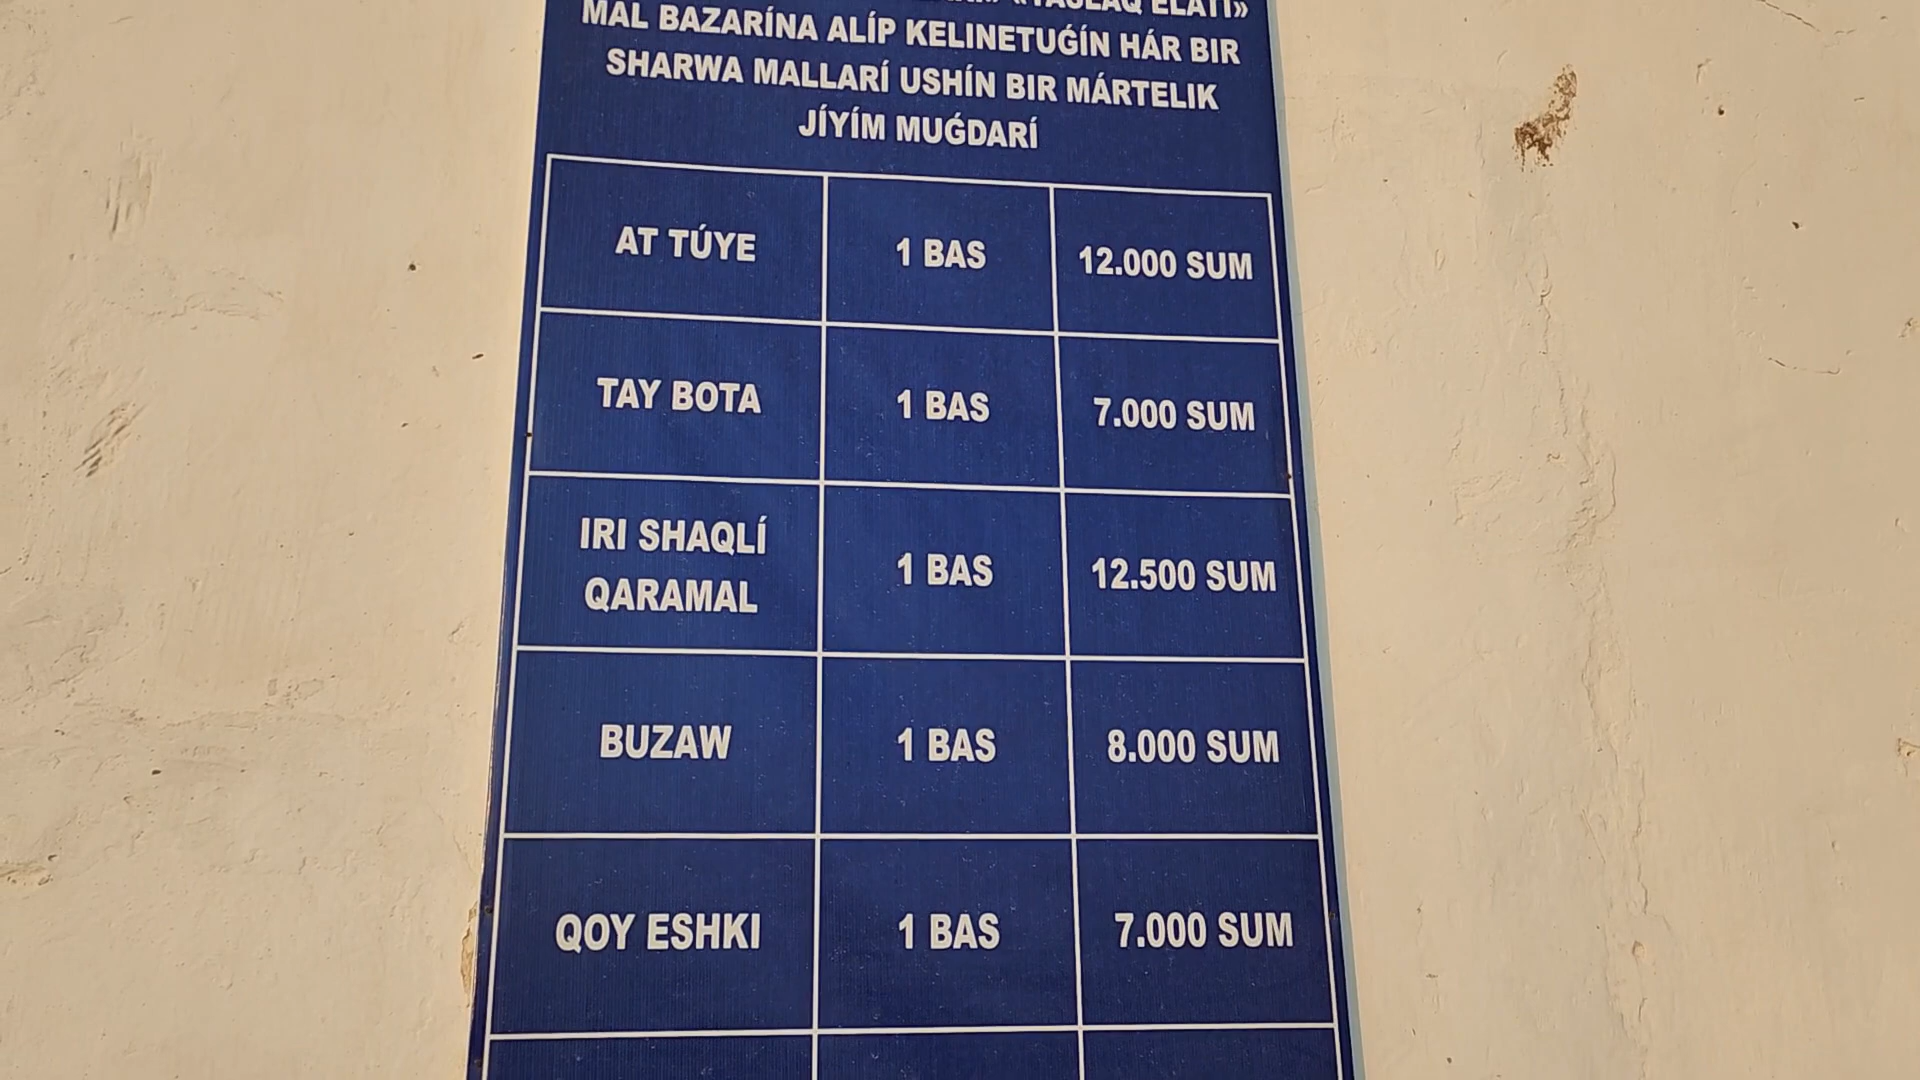 ELATÍ»
MAL BAZARÍNA ALÍP KELINETUǴÍN HÁR BIR
SHARWA MALLARÍ USHÍN BIR MÁRTELIK
JÍYÍM MUǴDARÍ
AT TÚYE 1 BAS 12.000 SUM
TAY BOTA 1 BAS 7.000 SUM
IRI SHAQLÍ
QARAMAL 1 BAS 12.500 SUM
BUZAW 1 BAS 8.000 SUM
QOY ESHKI 1 BAS 7.000 SUM